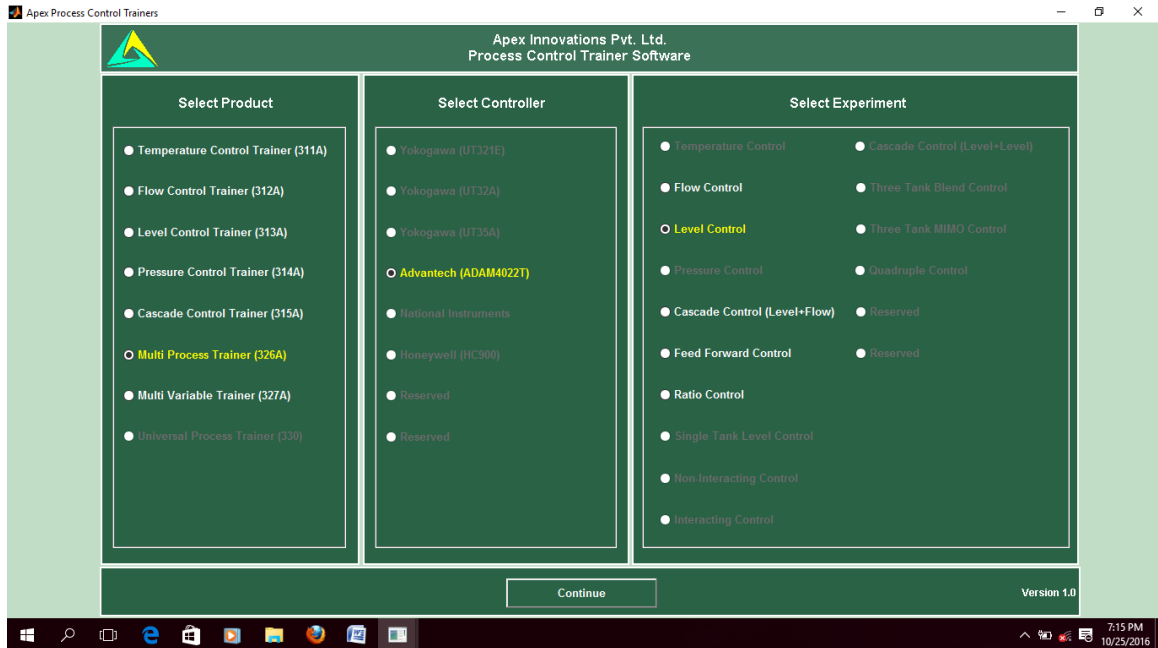 Apex Process Control Trainers
Apex Innovations Pvt. Ltd.
Process Control Trainer Software
Select Product
Temperature Control Trainer (311A)
Flow Control Trainer (312A)
Level Control Trainer (313A)
Pressure Control Trainer (314A)
Cascade Control Trainer (315A)
Multi Process Trainer (326A)
Multi Variable Trainer (327A)
Universal Process Trainer (330)
Select Controller
Yokogawa (UT321E)
Yokogawa (UT32A)
Yokogawa (UT35A)
Advantech (ADAM4022T)
National Instruments
Honeywell (HC900)
Reserved
Reserved
Select Experiment
Temperature Control
Flow Control
Level Control
Pressure Control
Cascade Control (Level+Flow)
Feed Forward Control
Ratio Control
Single Tank Level Control
Non-Interacting Control
Interacting Control
Cascade Control (Level+Level)
Three Tank Blend Control
Three Tank MIMO Control
Quadruple Control
Reserved
Reserved
Continue
Version 1.0
7:15 PM
10/25/2016